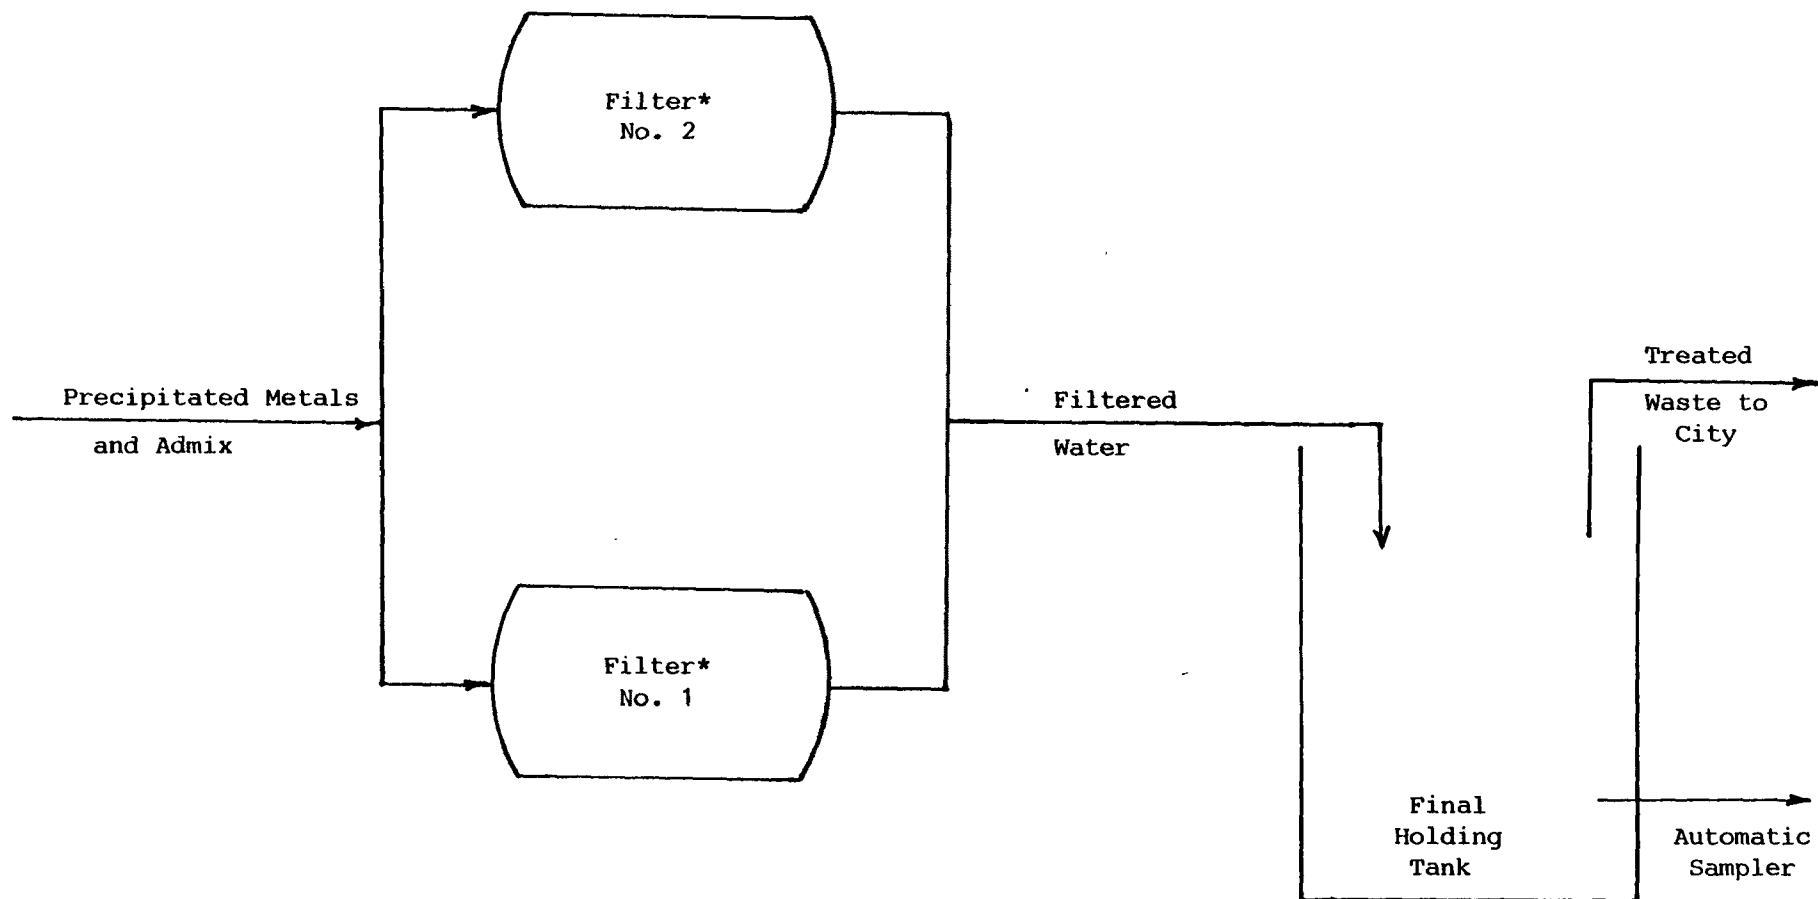 Filter*
No. 2
Precipitated Metals
and Admix
Filter*
No. 1
Filtered
Water
Treated
Waste to
City
Final
Holding
Tank
Automatic
Sampler